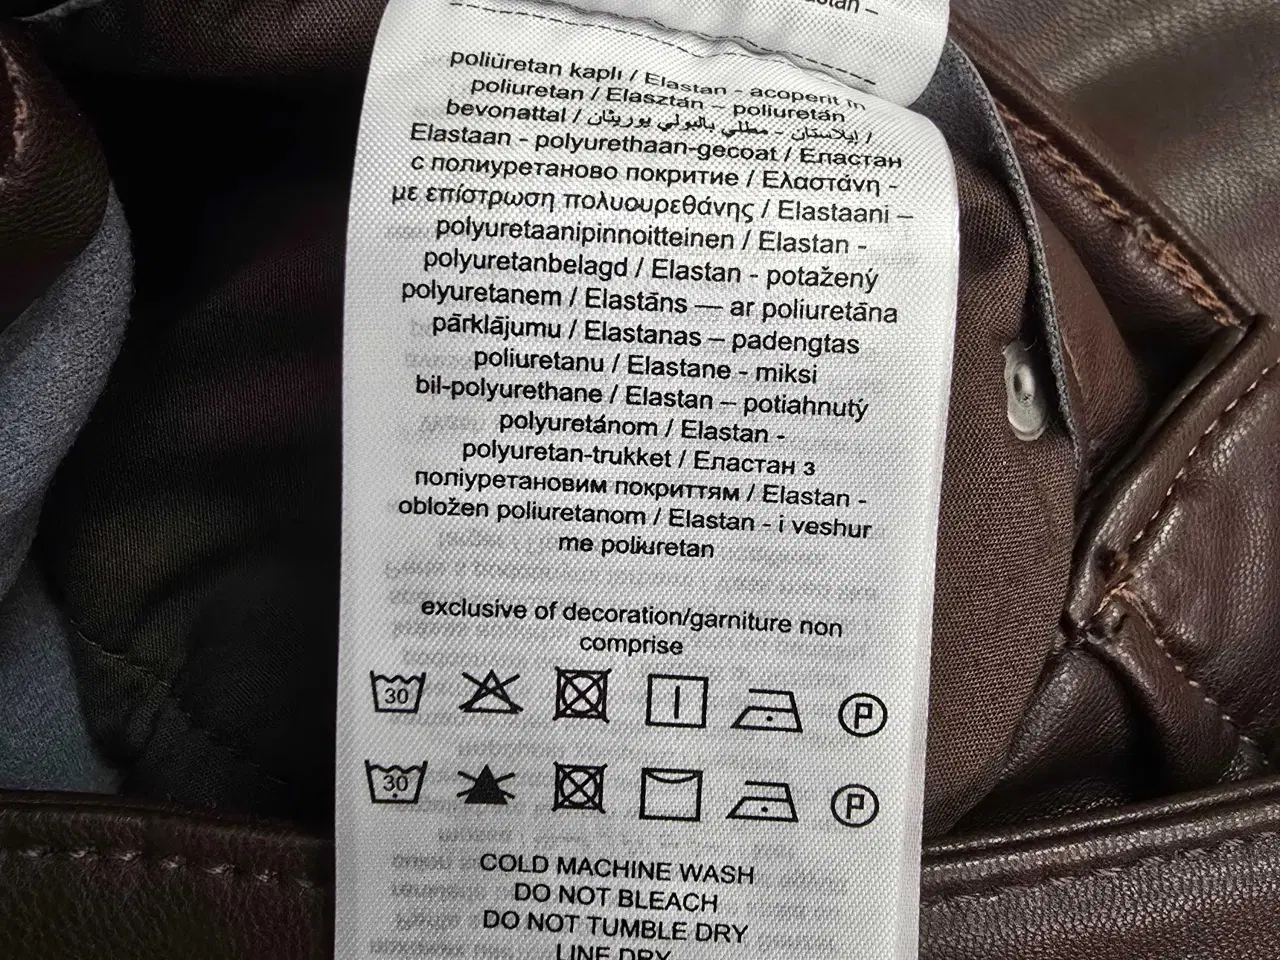 poliüretan kaplı / Elastan - acoperit în
poliuretan / Elasztán – poliuretán
bevonattal / إيلاستان - مطلي بالبولي يوريثان /
Elastaan - polyurethaan-gecoat / Еластан
с полиуретаново покритие / Ελαστάνη -
με επίστρωση πολυουρεθάνης / Elastaani –
polyuretaanipinnoitteinen / Elastan -
polyuretanbelagd / Elastan - potažený
polyuretanem / Elastāns — ar poliuretāna
pārklājumu / Elastanas – padengtas
poliuretanu / Elastane - miksi
bil-polyurethane / Elastan – potiahnutý
polyuretánom / Elastan -
polyuretan-trukket / Еластан з
поліуретановим покриттям / Elastan -
obložen poliuretanom / Elastan - i veshur
me poliuretan
exclusive of decoration/garniture non
comprise
30 P
30 P
COLD MACHINE WASH
DO NOT BLEACH
DO NOT TUMBLE DRY
LINE DRY